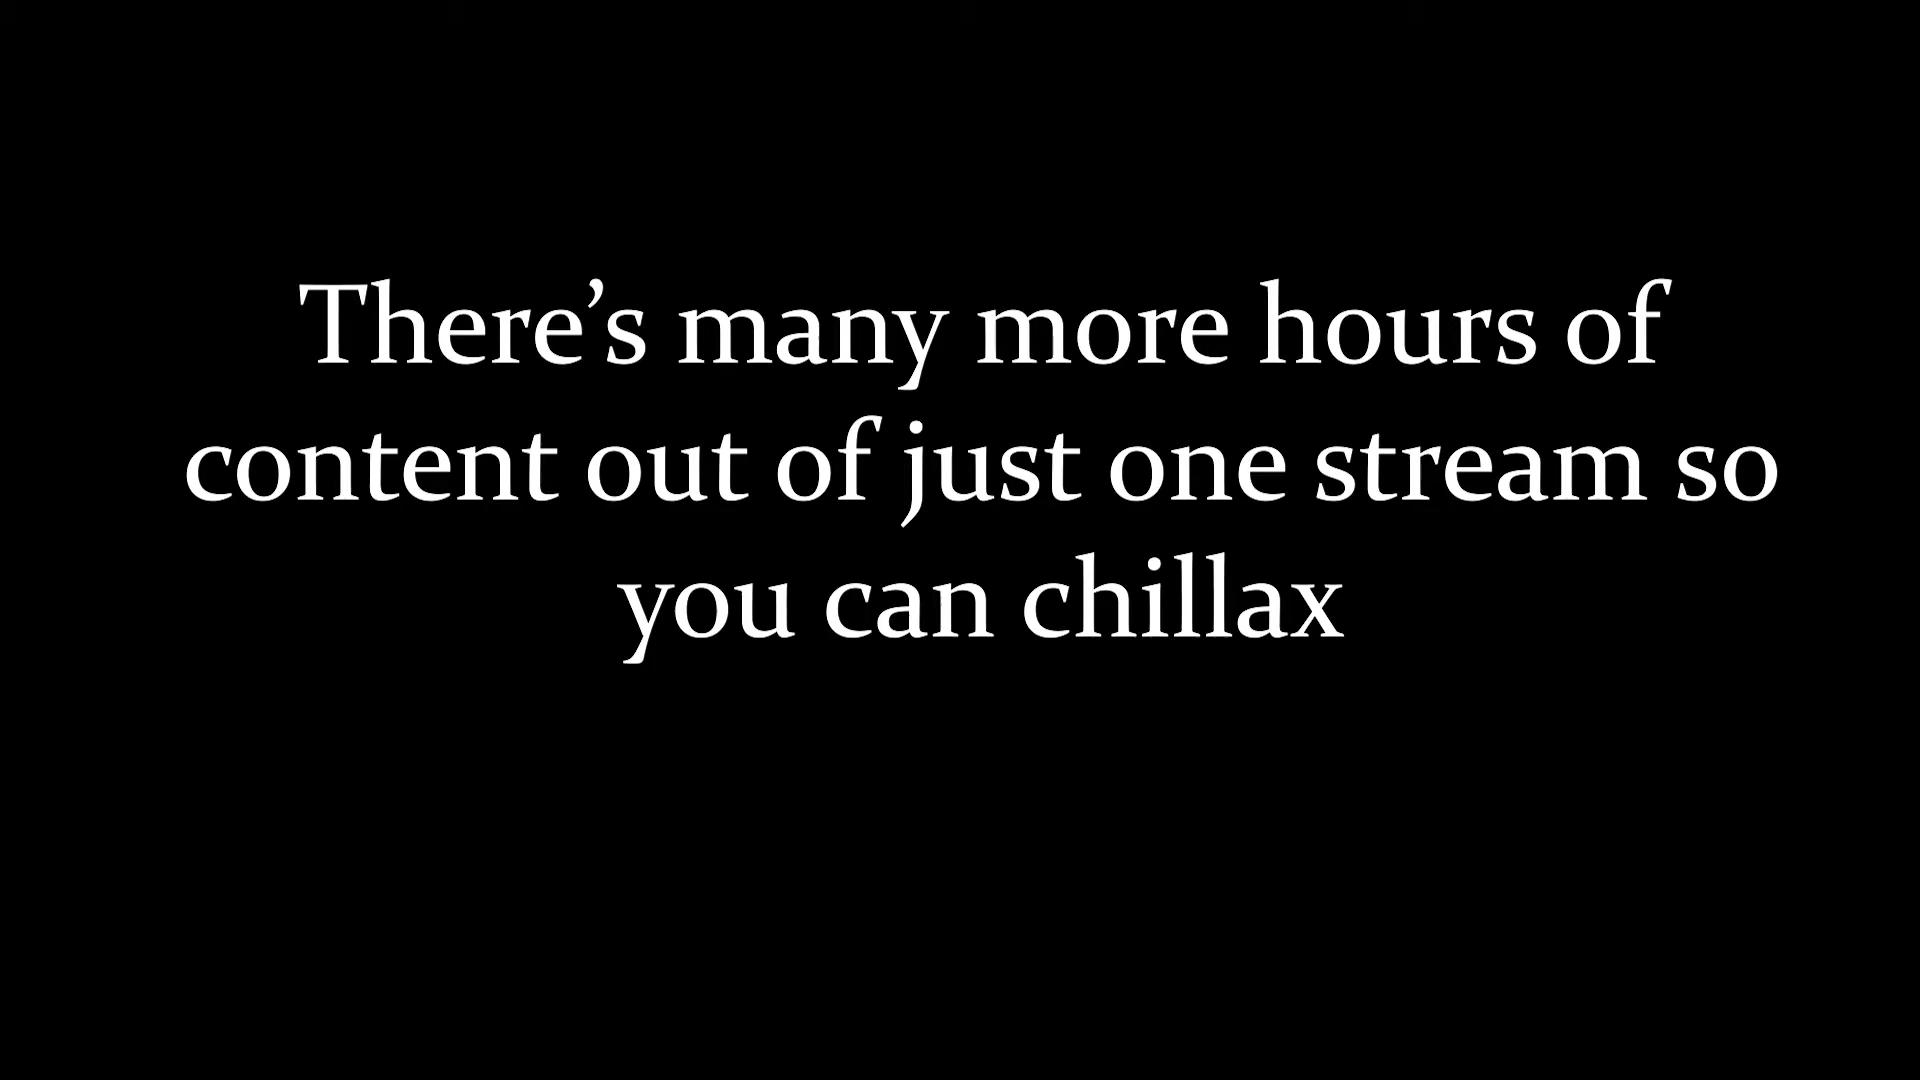 There’s many more hours of
content out of just one stream so
you can chillax